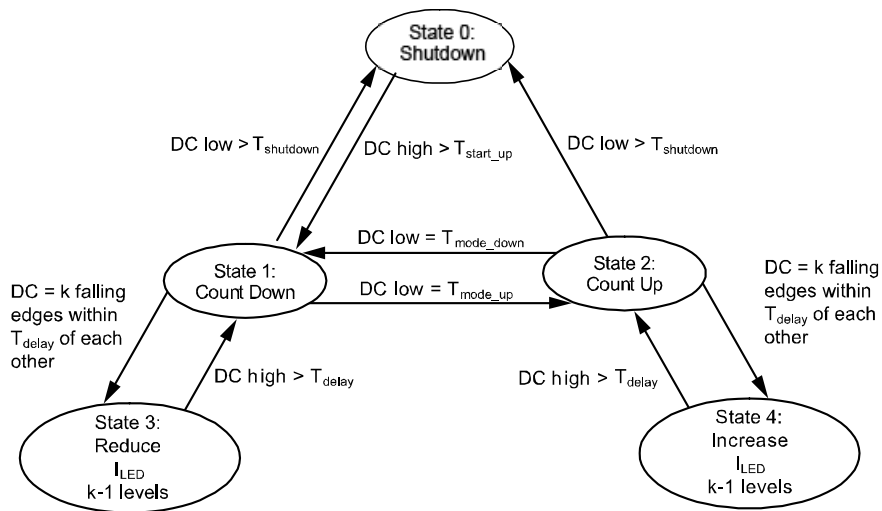 State 0:
Shutdown
DC low > Tshutdown
DC high > Tstart_up
DC low > Tshutdown
DC low = Tmode_down
State 1:
Count Down
State 2:
Count Up
DC low = Tmode_up
DC = k falling
edges within
Tdelay of each
other
DC = k falling
edges within
Tdelay of each
other
DC high > Tdelay
DC high > Tdelay
State 3:
Reduce
ILED
k-1 levels
State 4:
Increase
ILED
k-1 levels